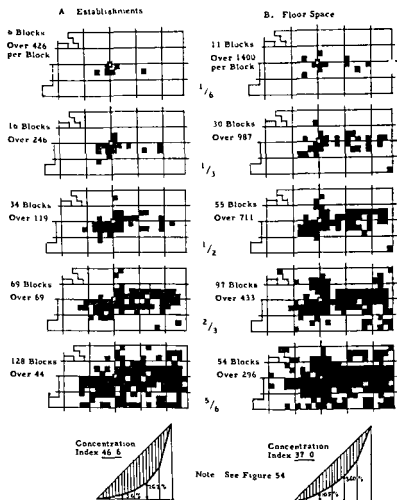 A Establishments
B. Floor Space
6 Blocks
Over 426
per Block
11 Blocks
Over 1400
per Block
1/6
16 Blocks
Over 246
30 Blocks
Over 987
1/3
34 Blocks
Over 119
55 Blocks
Over 711
1/2
69 Blocks
Over 69
97 Blocks
Over 433
2/3
128 Blocks
Over 44
54 Blocks
Over 296
5/6
Concentration
Index 46 6
Concentration
Index 37 0
Note See Figure 54